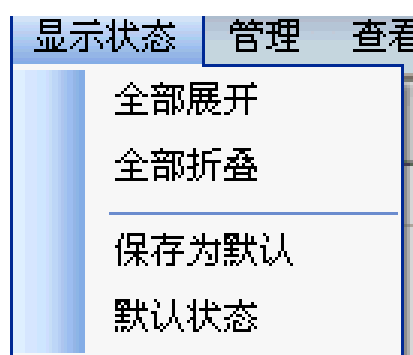 显示状态 管理 查看
全部展开
全部折叠
保存为默认
默认状态